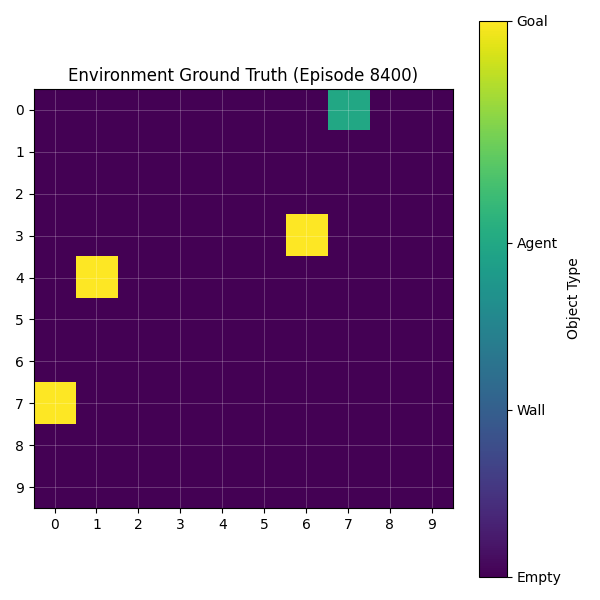 Environment Ground Truth (Episode 8400)
0
1
2
3
4
5
6
7
8
9
0 1 2 3 4 5 6 7 8 9
Goal
Agent
Wall
Empty
Object Type